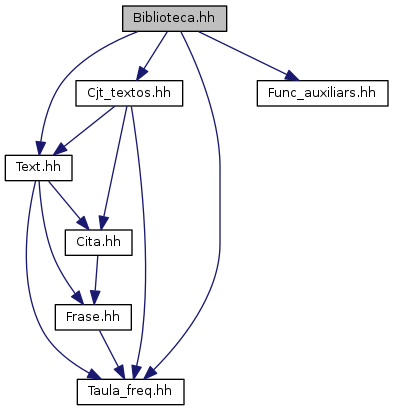 Biblioteca.hh
Cjt_textos.hh
Func_auxiliars.hh
Text.hh
Cita.hh
Frase.hh
Taula_freq.hh